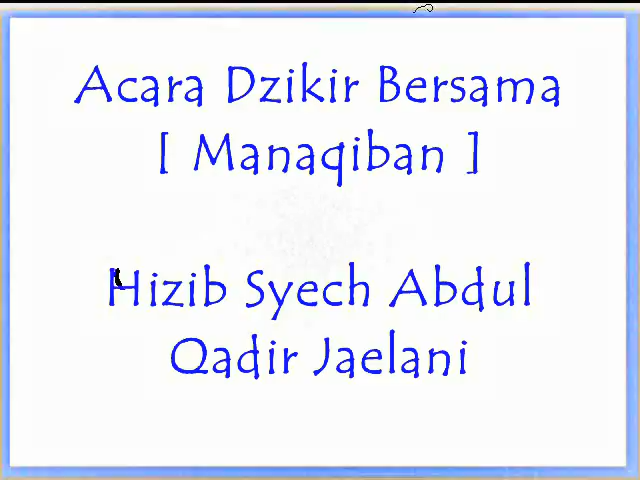 Acara Dzikir Bersama
[ Manaqiban ]
Hizib Syech Abdul
Qadir Jaelani